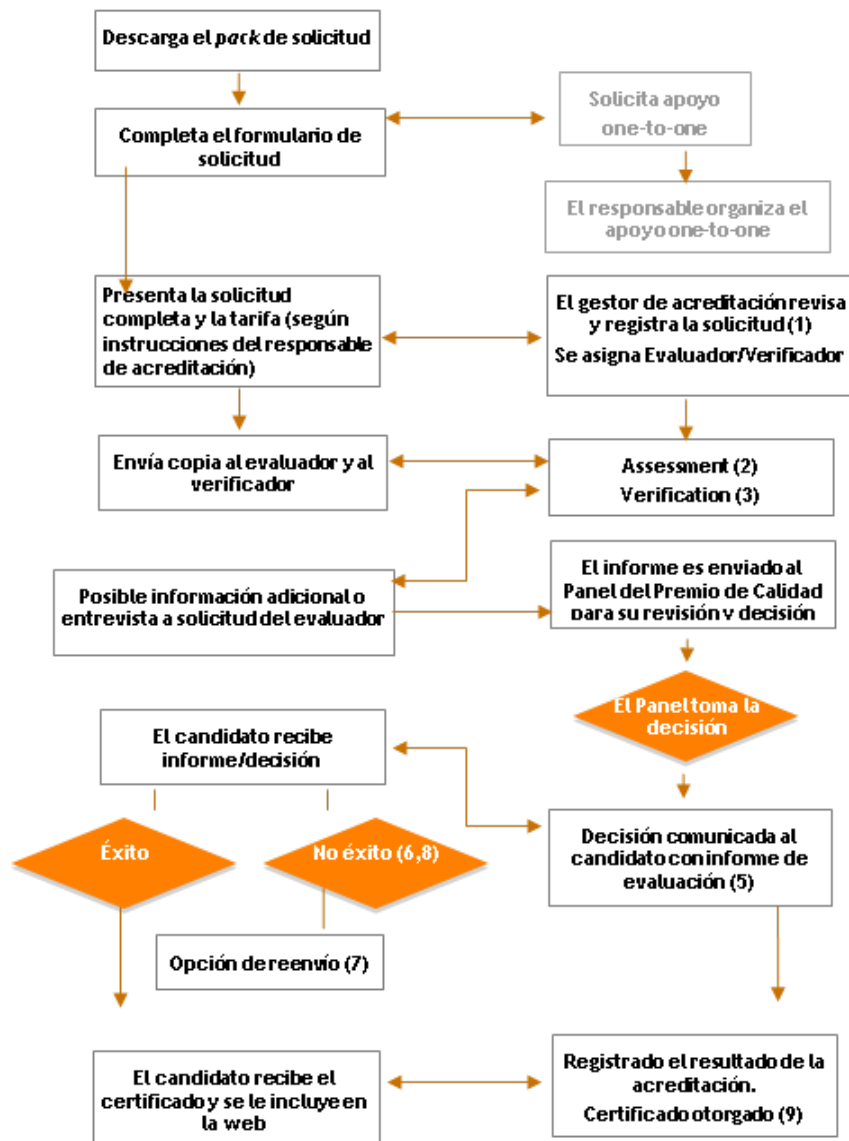 Descarga el pack de solicitud
Solicita apoyo
one-to-one
Completa el formulario de
solicitud
El responsable organiza el
apoyo one-to-one
Presenta la solicitud
completa y la tarifa (según
instrucciones del responsable
de acreditación)
El gestor de acreditación revisa
y registra la solicitud (1)
Se asigna Evaluador/Verificador
Envía copia al evaluador y al
verificador
Assessment (2)
Verification (3)
Posible información adicional o
entrevista a solicitud del evaluador
El informe es enviado al
Panel del Premio de Calidad
para su revisión y decisión
El Panel toma la
decisión
El candidato recibe
informe/decisión
Éxito
No éxito (6,8)
Decisión comunicada al
candidato con informe de
evaluación (5)
Opción de reenvío (7)
El candidato recibe el
certificado y se le incluye en
la web
Registrado el resultado de la
acreditación.
Certificado otorgado (9)